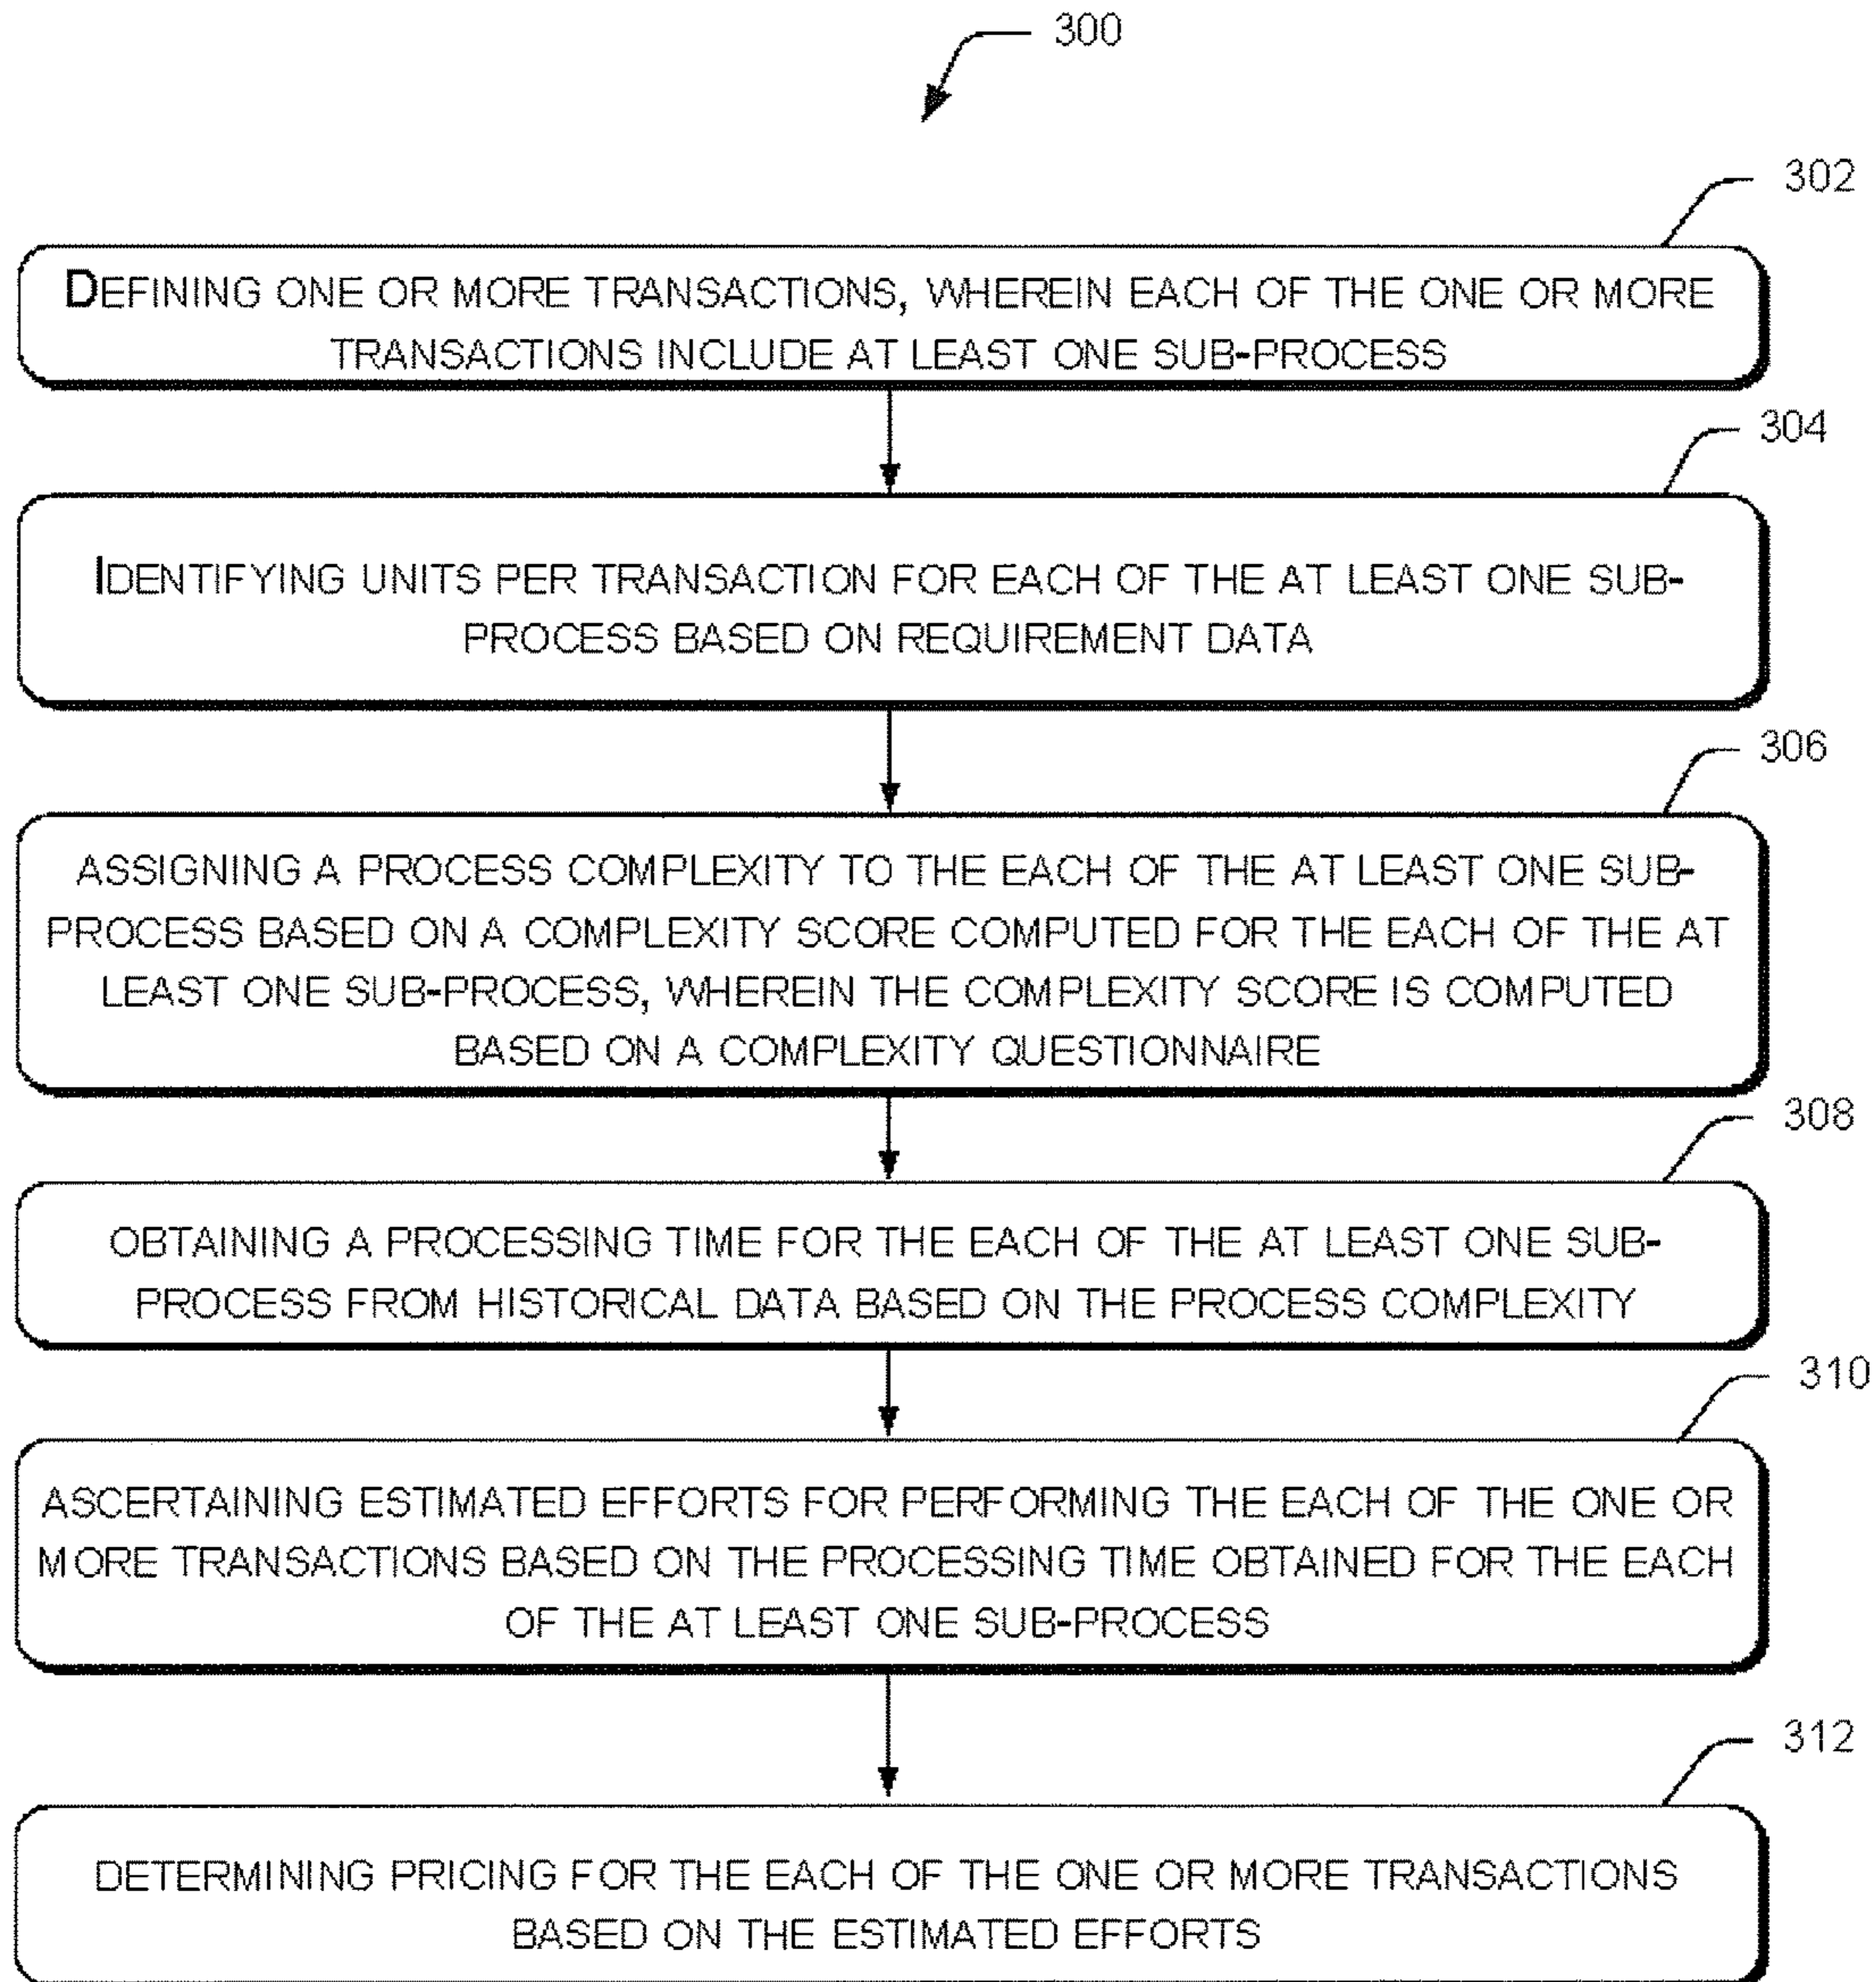 300
302
DEFINING ONE OR MORE TRANSACTIONS, WHEREIN EACH OF THE ONE OR MORE
TRANSACTIONS INCLUDE AT LEAST ONE SUB-PROCESS
304
IDENTIFYING UNITS PER TRANSACTION FOR EACH OF THE AT LEAST ONE SUB-
PROCESS BASED ON REQUIREMENT DATA
306
ASSIGNING A PROCESS COMPLEXITY TO THE EACH OF THE AT LEAST ONE SUB-
PROCESS BASED ON A COMPLEXITY SCORE COMPUTED FOR THE EACH OF THE AT
LEAST ONE SUB-PROCESS, WHEREIN THE COMPLEXITY SCORE IS COMPUTED
BASED ON A COMPLEXITY QUESTIONNAIRE
308
OBTAINING A PROCESSING TIME FOR THE EACH OF THE AT LEAST ONE SUB-
PROCESS FROM HISTORICAL DATA BASED ON THE PROCESS COMPLEXITY
310
ASCERTAINING ESTIMATED EFFORTS FOR PERFORMING THE EACH OF THE ONE OR
MORE TRANSACTIONS BASED ON THE PROCESSING TIME OBTAINED FOR THE EACH
OF THE AT LEAST ONE SUB-PROCESS
312
DETERMINING PRICING FOR THE EACH OF THE ONE OR MORE TRANSACTIONS
BASED ON THE ESTIMATED EFFORTS